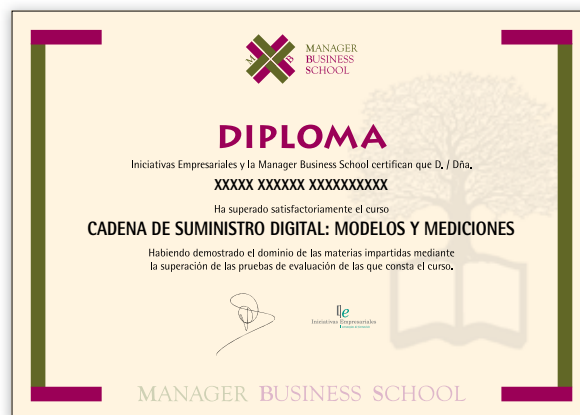 M B
MANAGER
BUSINESS
SCHOOL
DIPLOMA
Iniciativas Empresariales y la Manager Business School certifican que D. / Dña.
XXXXX XXXXXX XXXXXXXXXX
Ha superado satisfactoriamente el curso
CADENA DE SUMINISTRO DIGITAL: MODELOS Y MEDICIONES
Habiendo demostrado el dominio de las materias impartidas mediante
la superación de las pruebas de evaluación de las que consta el curso.
Iniciativas Empresariales
MANAGER BUSINESS SCHOOL